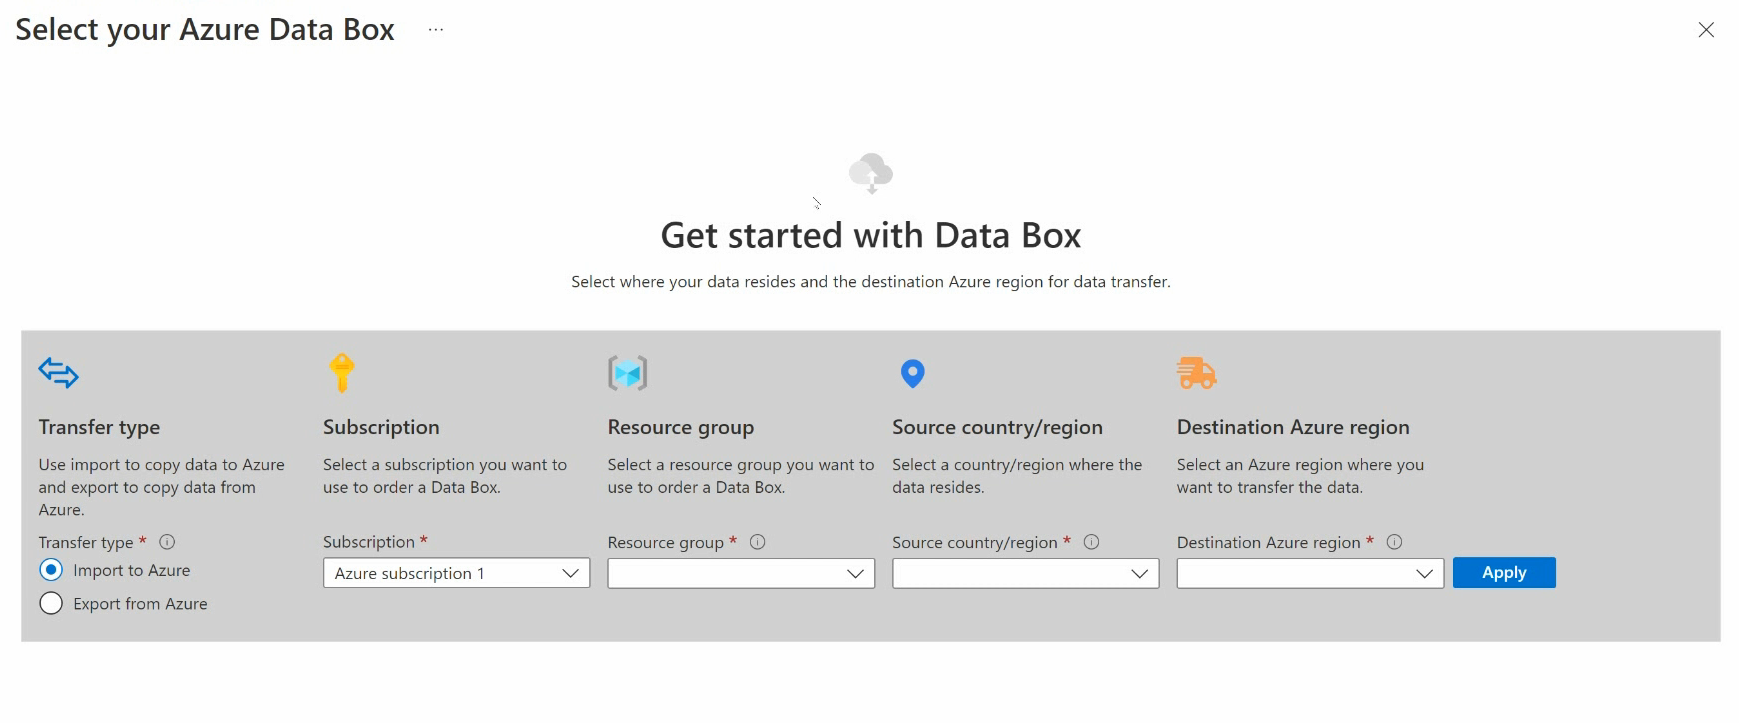 Select your Azure Data Box ...
Get started with Data Box
Select where your data resides and the destination Azure region for data transfer.
Transfer type
Use import to copy data to Azure
and export to copy data from
Azure.
Transfer type *
Import to Azure
Export from Azure
Subscription
Select a subscription you want to
use to order a Data Box.
Subscription *
Azure subscription 1
Resource group
Select a resource group you want to
use to order a Data Box.
Resource group *
Source country/region
Select a country/region where the
data resides.
Source country/region *
Destination Azure region
Select an Azure region where you
want to transfer the data.
Destination Azure region *
Apply